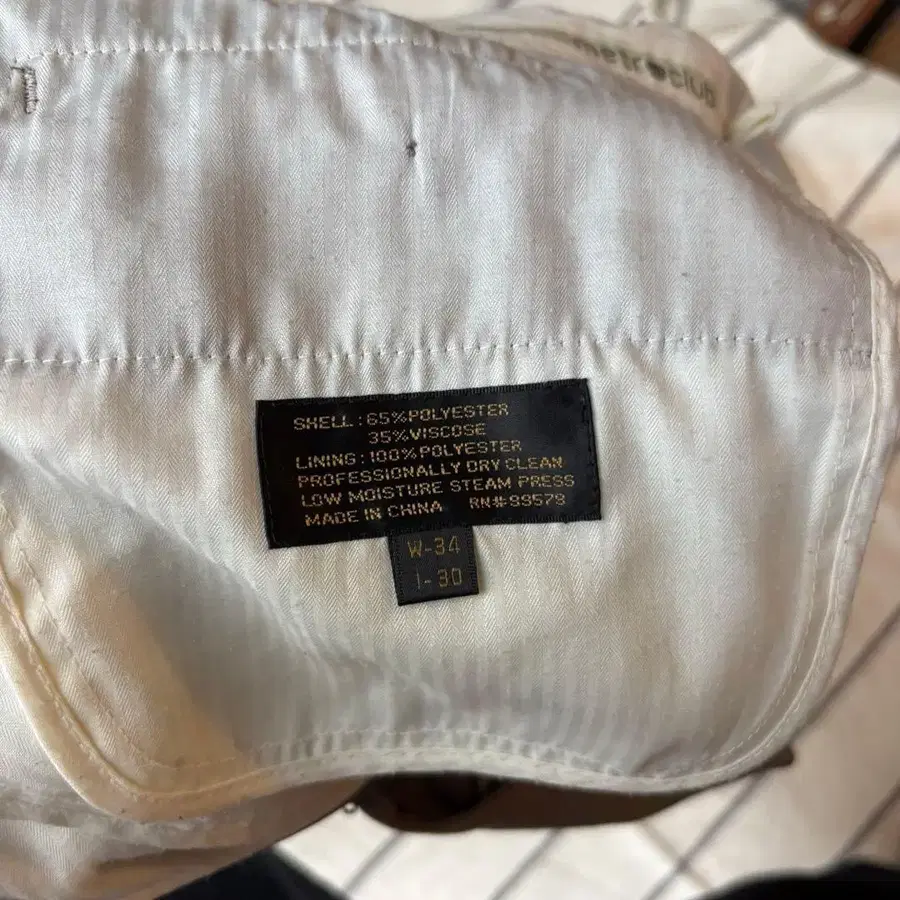 metroclub
SHELL : 65% POLYESTER
35% VISCOSE
LINING : 100% POLYESTER
PROFESSIONALLY DRY CLEAN
LOW MOISTURE STEAM PRESS
MADE IN CHINA RN#99579
W-34
I-30